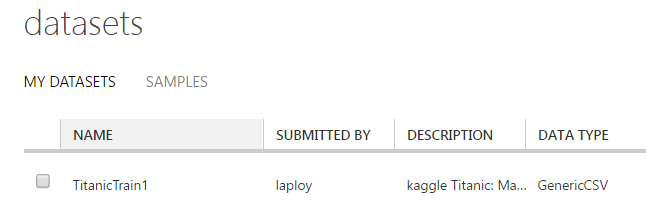 datasets
MY DATASETS SAMPLES
NAME SUBMITTED BY DESCRIPTION DATA TYPE
TitanicTrain1 laploy kaggle Titanic: Ma... GenericCSV